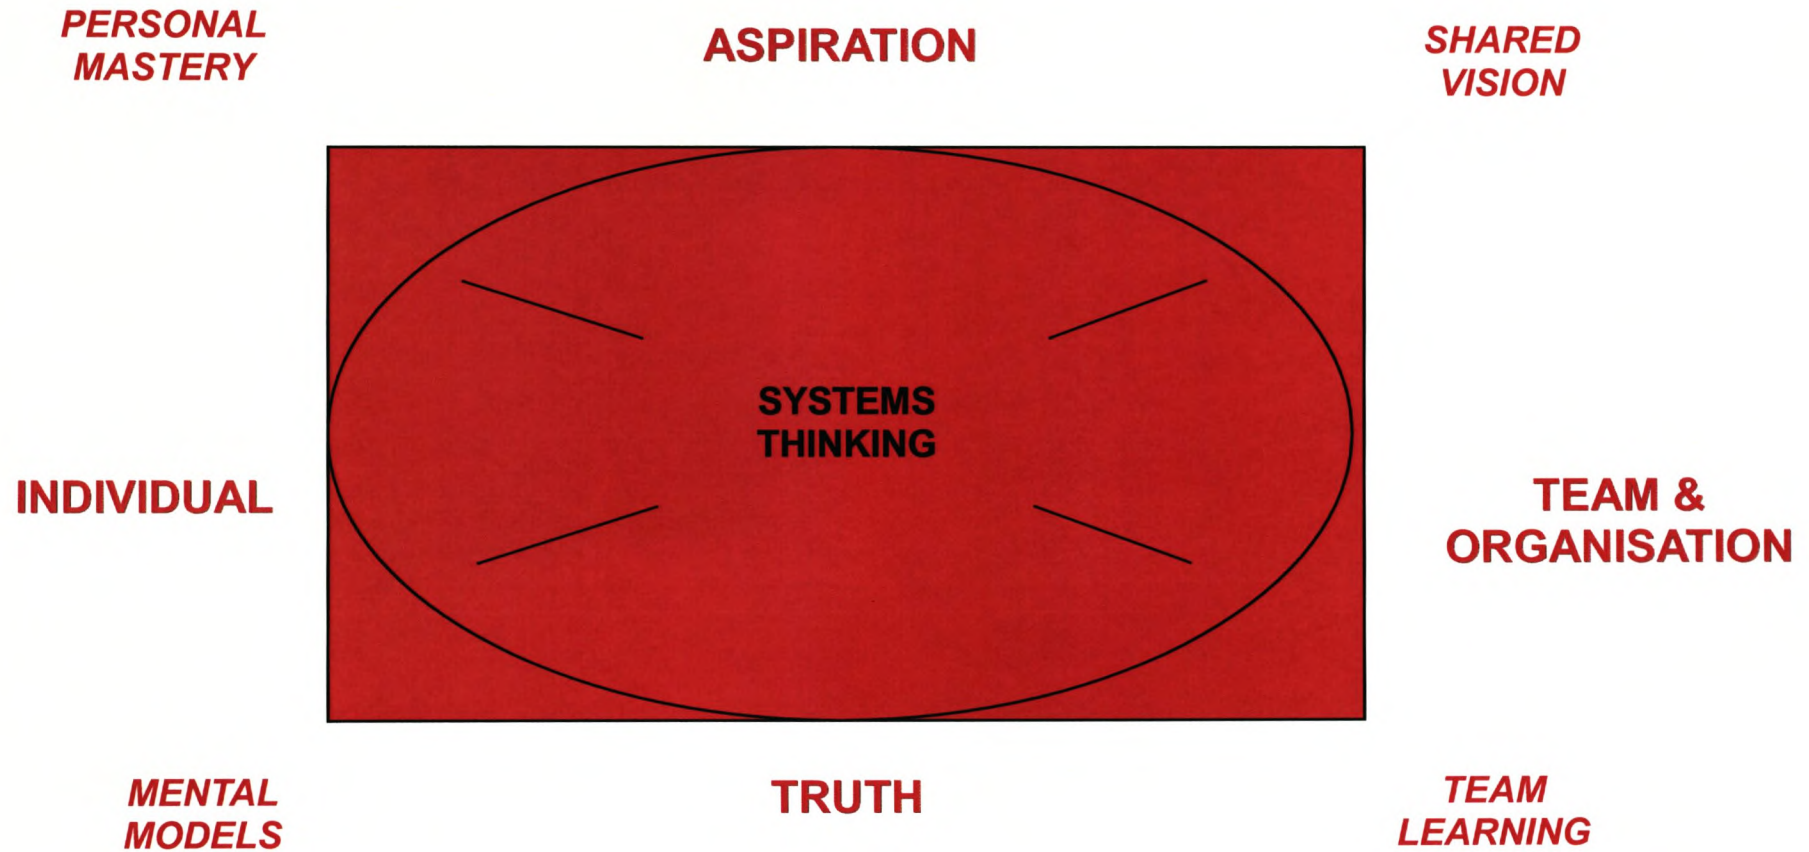 PERSONAL
MASTERY
ASPIRATION
SHARED
VISION
SYSTEMS
THINKING
INDIVIDUAL
TEAM &
ORGANISATION
MENTAL
MODELS
TRUTH
TEAM
LEARNING